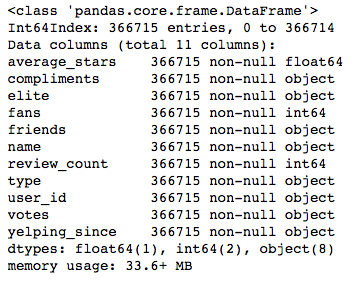 <class 'pandas.core.frame.DataFrame'>
Int64Index: 366715 entries, 0 to 366714
Data columns (total 11 columns):
average_stars    366715 non-null float64
compliments      366715 non-null object
elite            366715 non-null object
fans             366715 non-null int64
friends          366715 non-null object
name             366715 non-null object
review_count     366715 non-null int64
type             366715 non-null object
user_id          366715 non-null object
votes            366715 non-null object
yelping_since    366715 non-null object
dtypes: float64(1), int64(2), object(8)
memory usage: 33.6+ MB